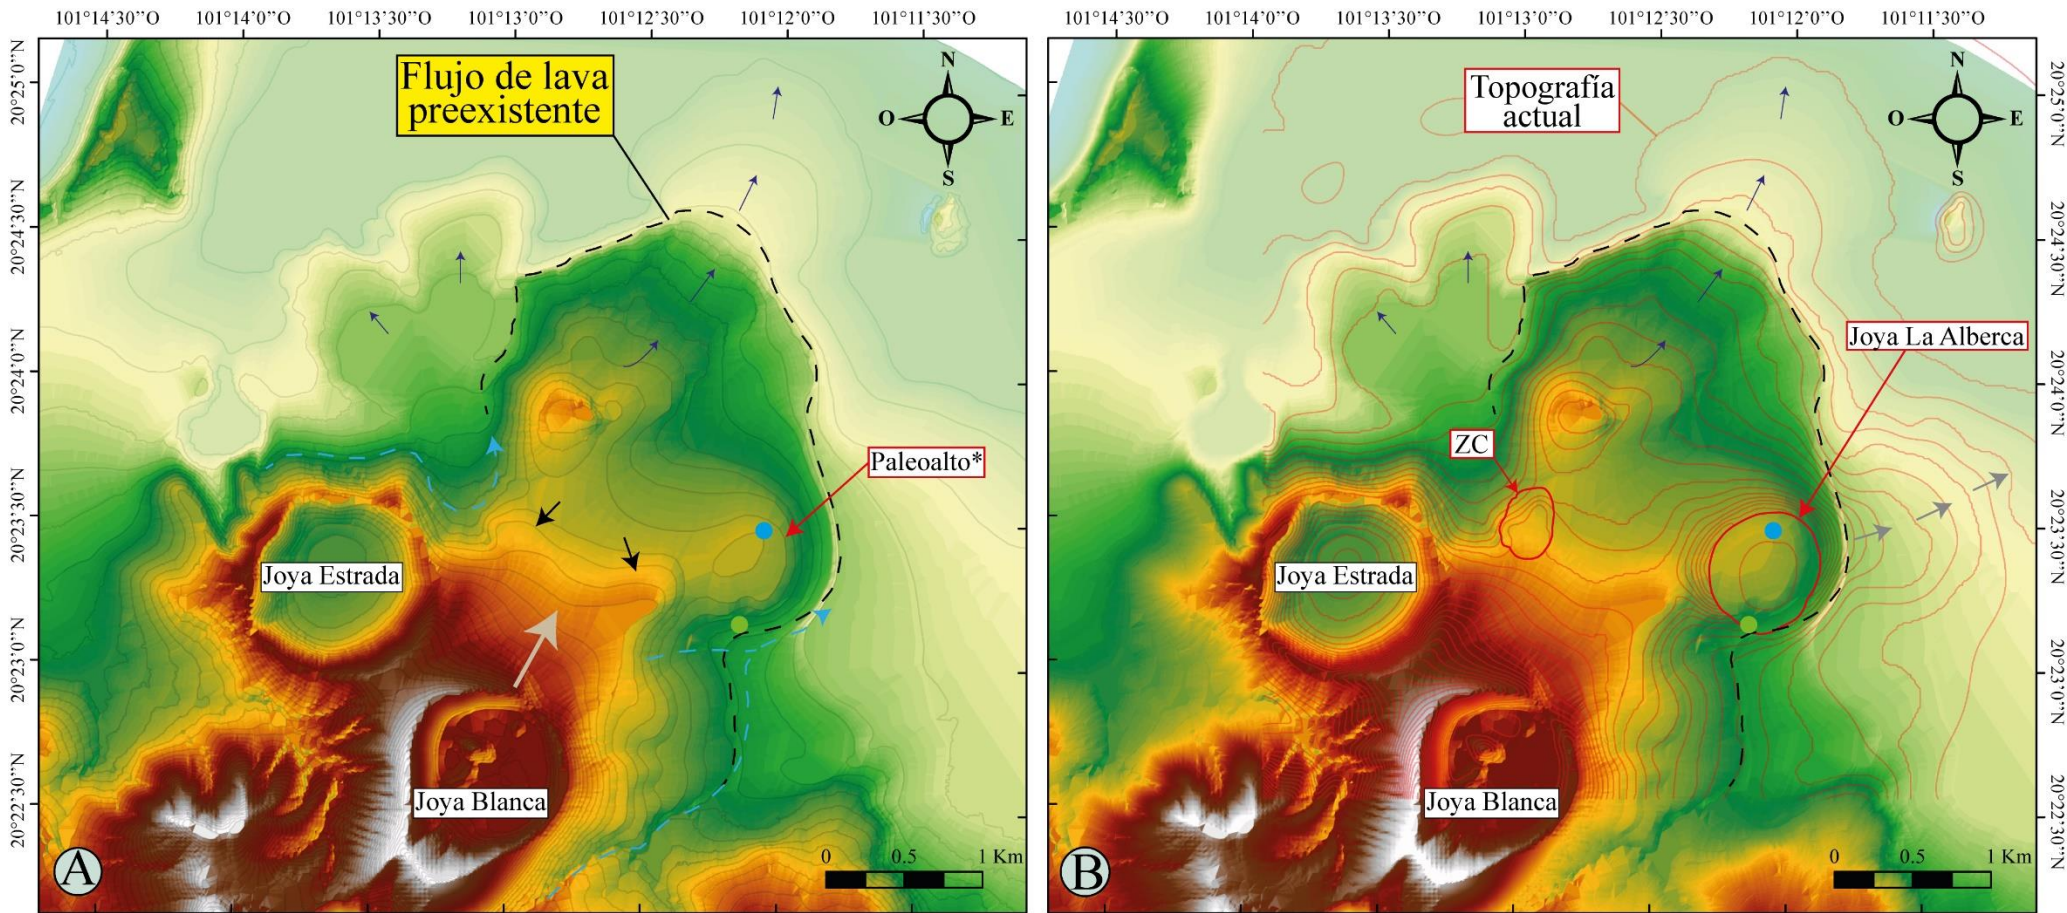 101°14'30"O 101°14'0"O 101°13'30"O 101°13'0"O 101°12'30"O 101°12'0"O 101°11'30"O
20°25'0"N
20°24'30"N
20°24'0"N
20°23'30"N
20°23'0"N
20°22'30"N
Flujo de lava
preexistente
N
O E
S
Paleoalto*
Joya Estrada
Joya Blanca
0 0.5 1 Km
A
101°14'30"O 101°14'0"O 101°13'30"O 101°13'0"O 101°12'30"O 101°12'0"O 101°11'30"O
Topografía
actual
N
O E
S
Joya La Alberca
ZC
Joya Estrada
Joya Blanca
0 0.5 1 Km
B
20°25'0"N
20°24'30"N
20°24'0"N
20°23'30"N
20°23'0"N
20°22'30"N